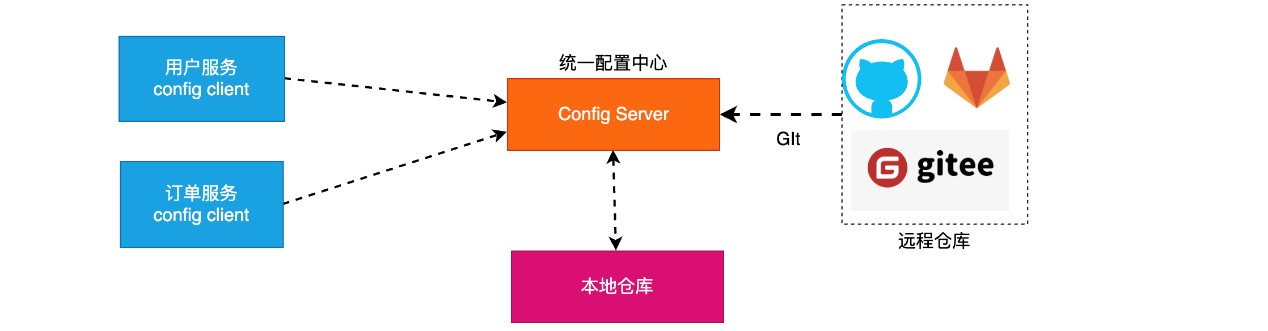 用户服务
config client
订单服务
config client
统一配置中心
Config Server
本地仓库
GIt
G gitee
远程仓库